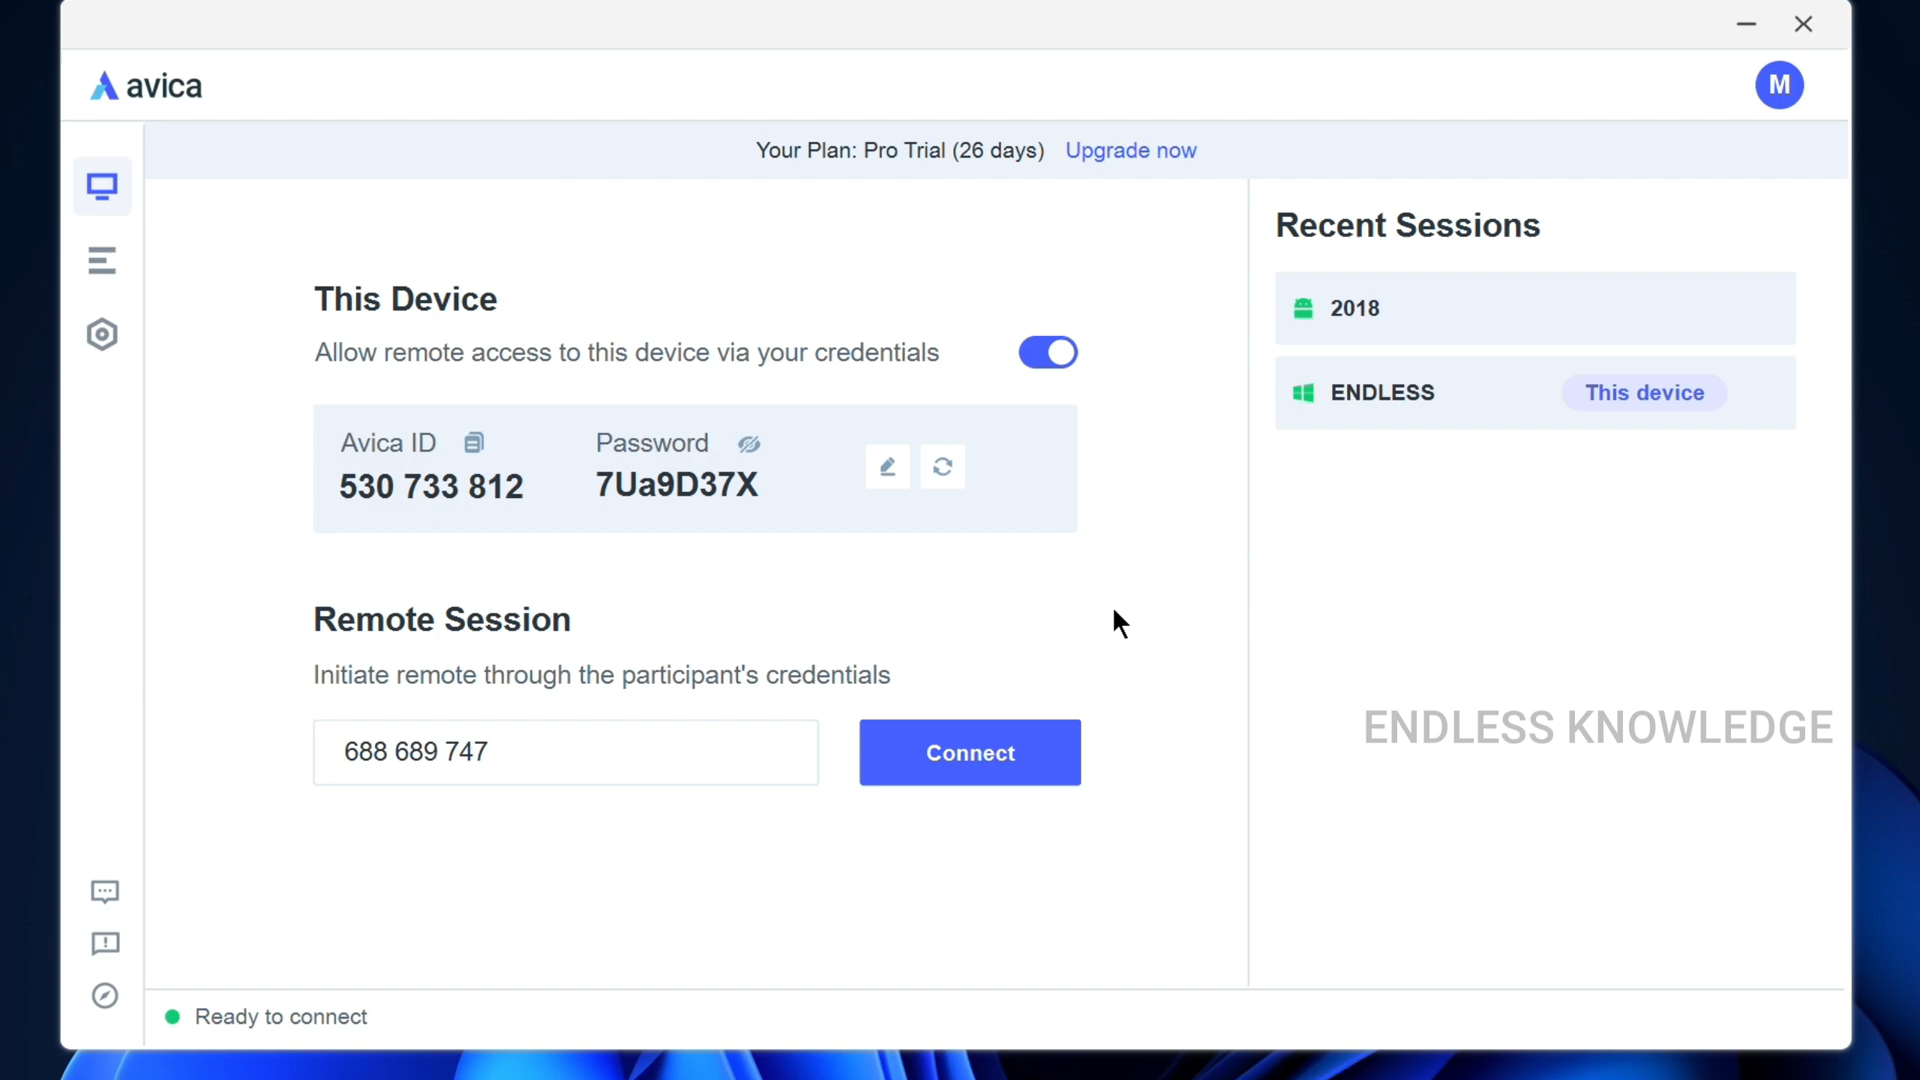 avica
M
Your Plan: Pro Trial (26 days) Upgrade now
This Device
Allow remote access to this device via your credentials
Avica ID
530 733 812
Password
7Ua9D37X
Remote Session
Initiate remote through the participant's credentials
688 689 747
Connect
Recent Sessions
2018
ENDLESS This device
ENDLESS KNOWLEDGE
Ready to connect